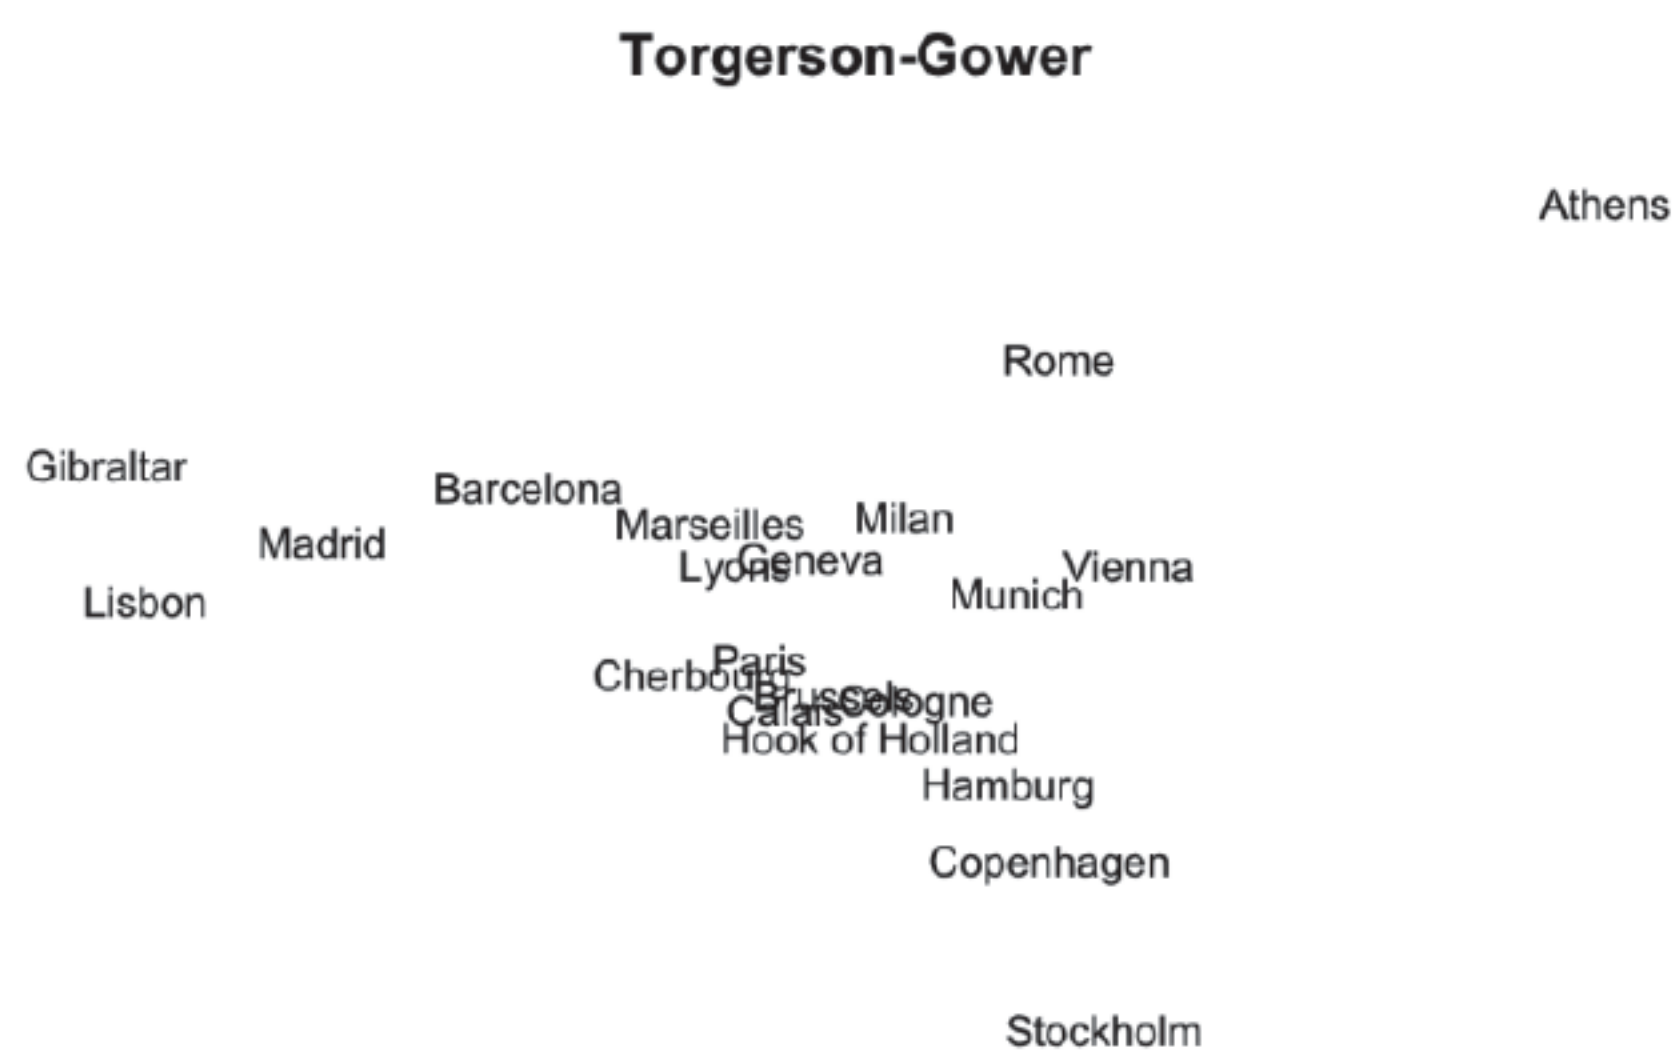 Torgerson-Gower
Athens
Rome
Gibraltar
Barcelona
Milan
Marseilles
Madrid
Geneva
Lyons
Vienna
Munich
Lisbon
Paris
Cherbourg
Brussels
Cologne
Calais
Hook of Holland
Hamburg
Copenhagen
Stockholm